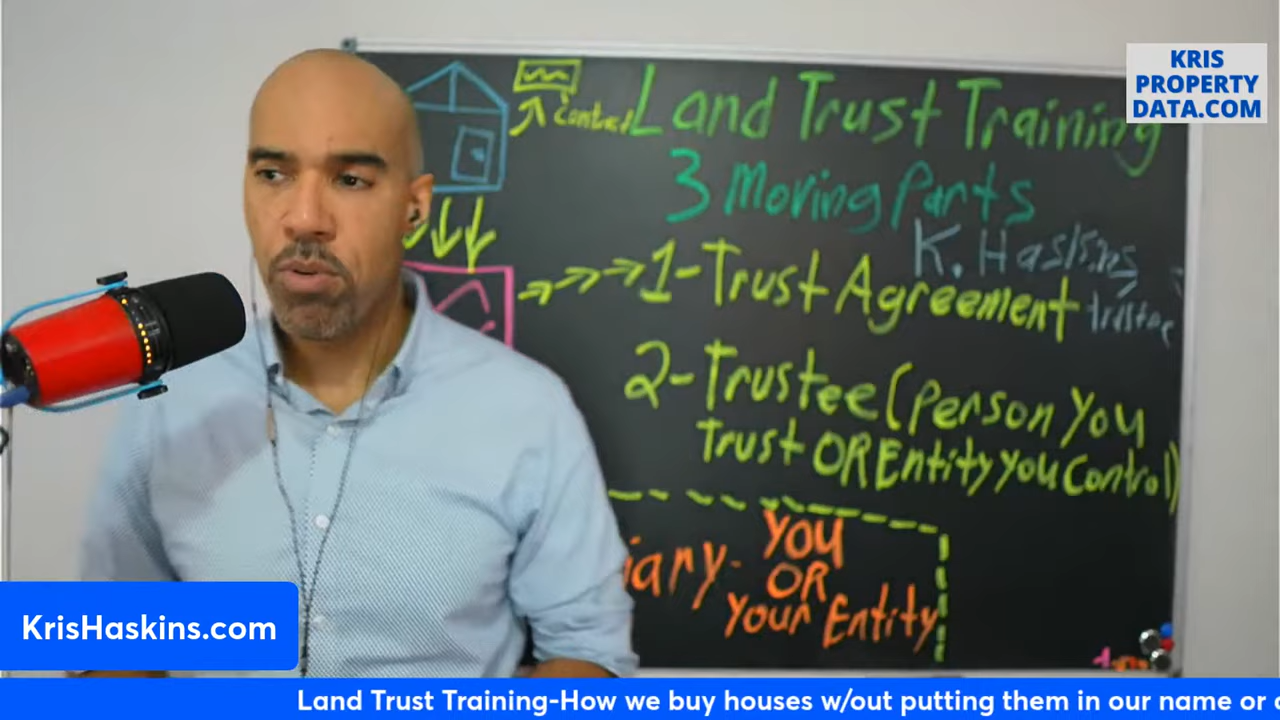 KRIS
PROPERTY
DATA.COM
Land Trust Training
3 Moving Parts
K. Haskins
1-Trust Agreement
trustee
2-Trustee (Person You
Trust OR Entity You Control)
iary- You
OR
Your Entity
KrisHaskins.com
Land Trust Training-How we buy houses w/out putting them in our name or